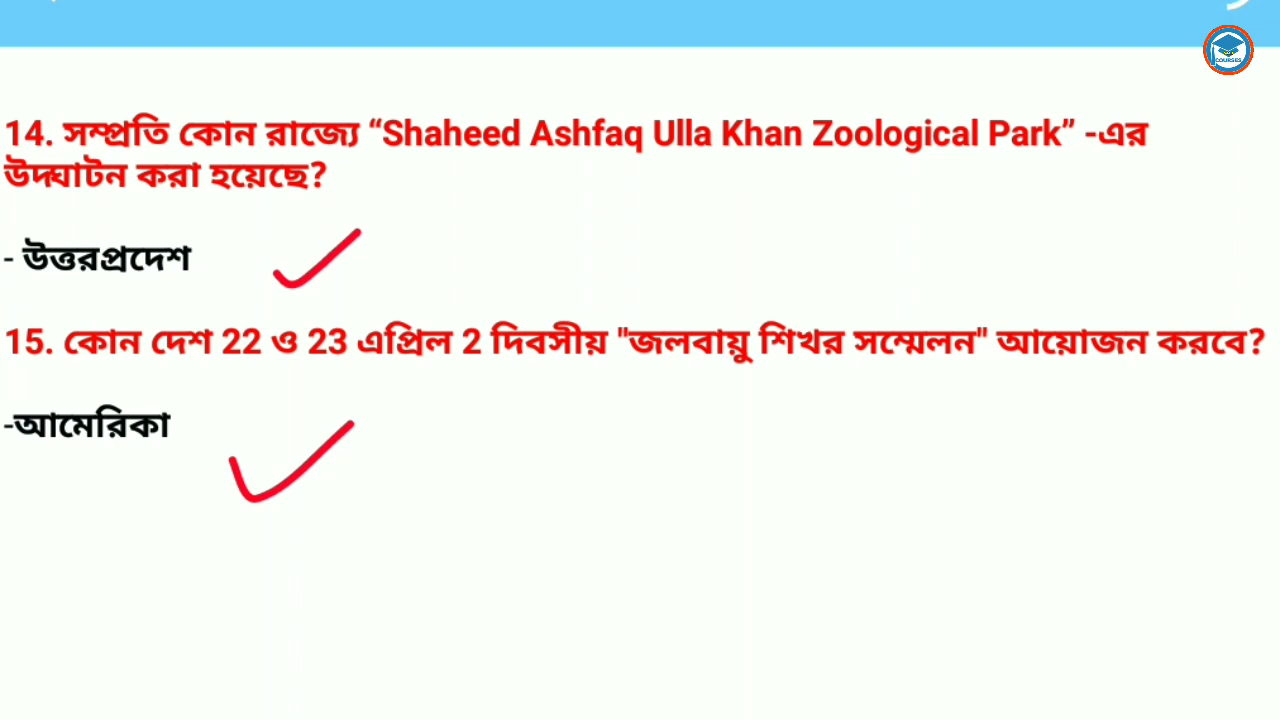 14. সম্প্রতি কোন রাজ্যে “Shaheed Ashfaq Ulla Khan Zoological Park” -এর
উদ্ঘাটন করা হয়েছে?
- উত্তরপ্রদেশ
15. কোন দেশ 22 ও 23 এপ্রিল 2 দিবসীয় "জলবায়ু শিখর সম্মেলন" আয়োজন করবে?
-আমেরিকা
COURSES